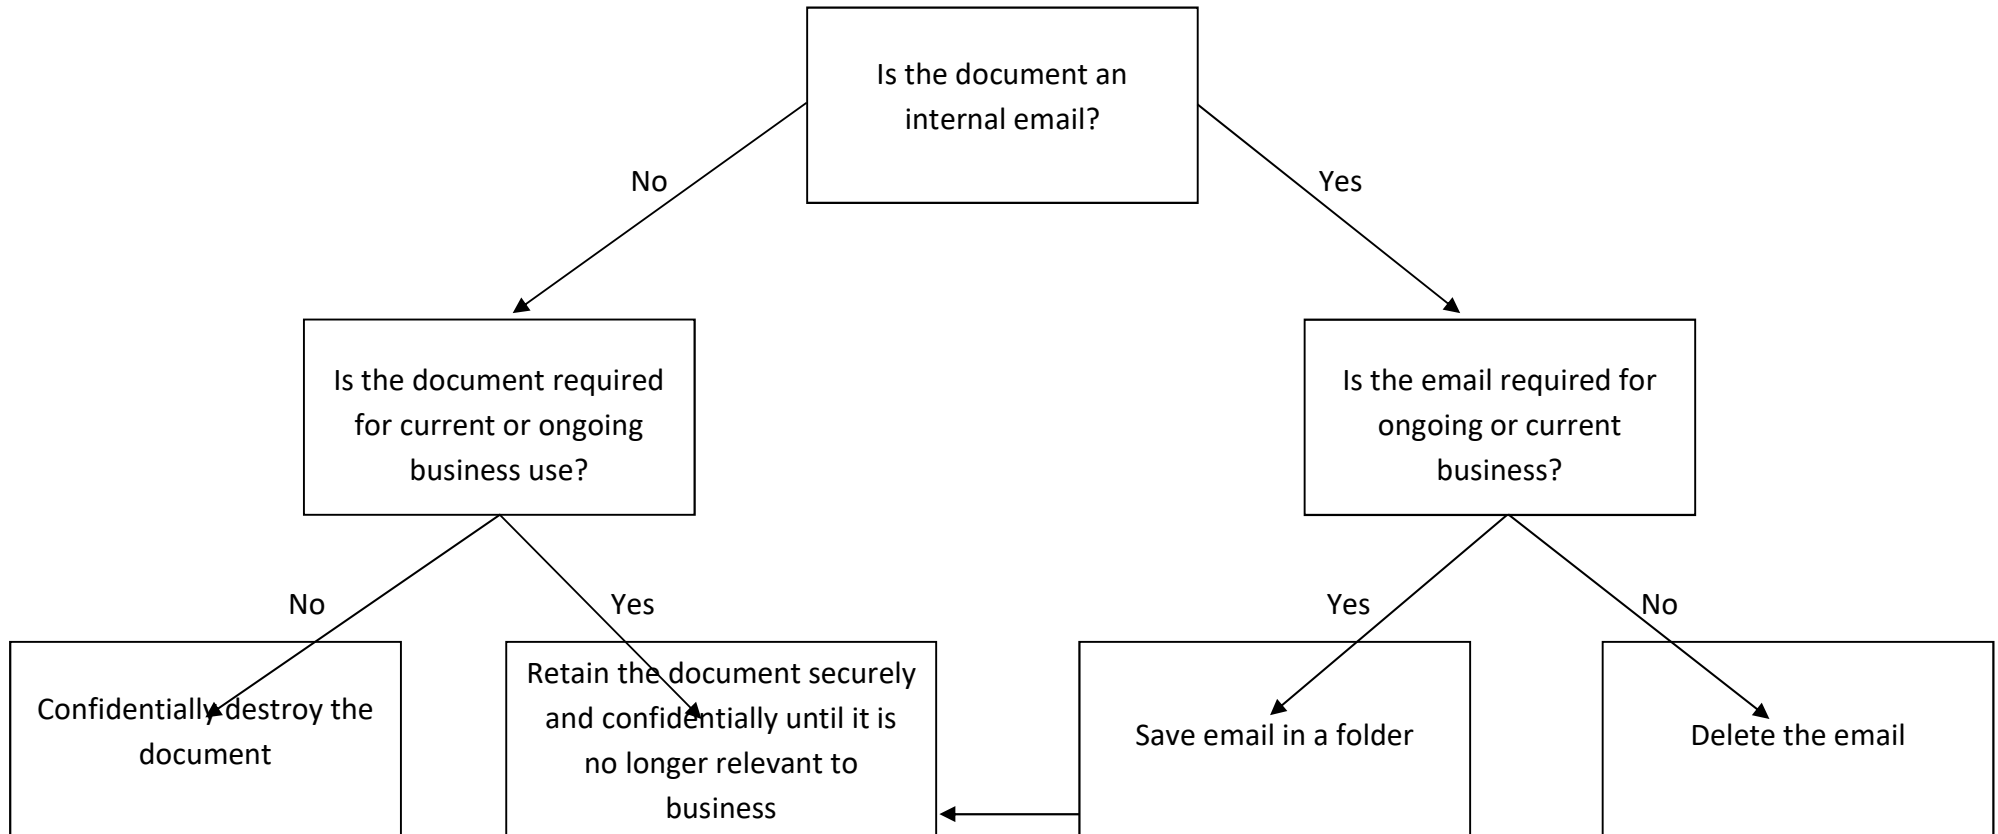 Is the document an
internal email?
No
Yes
Is the document required
for current or ongoing
business use?
Is the email required for
ongoing or current
business?
No
Yes
Yes
No
Confidentially destroy the
document
Retain the document securely
and confidentially until it is
no longer relevant to
business
Save email in a folder
Delete the email